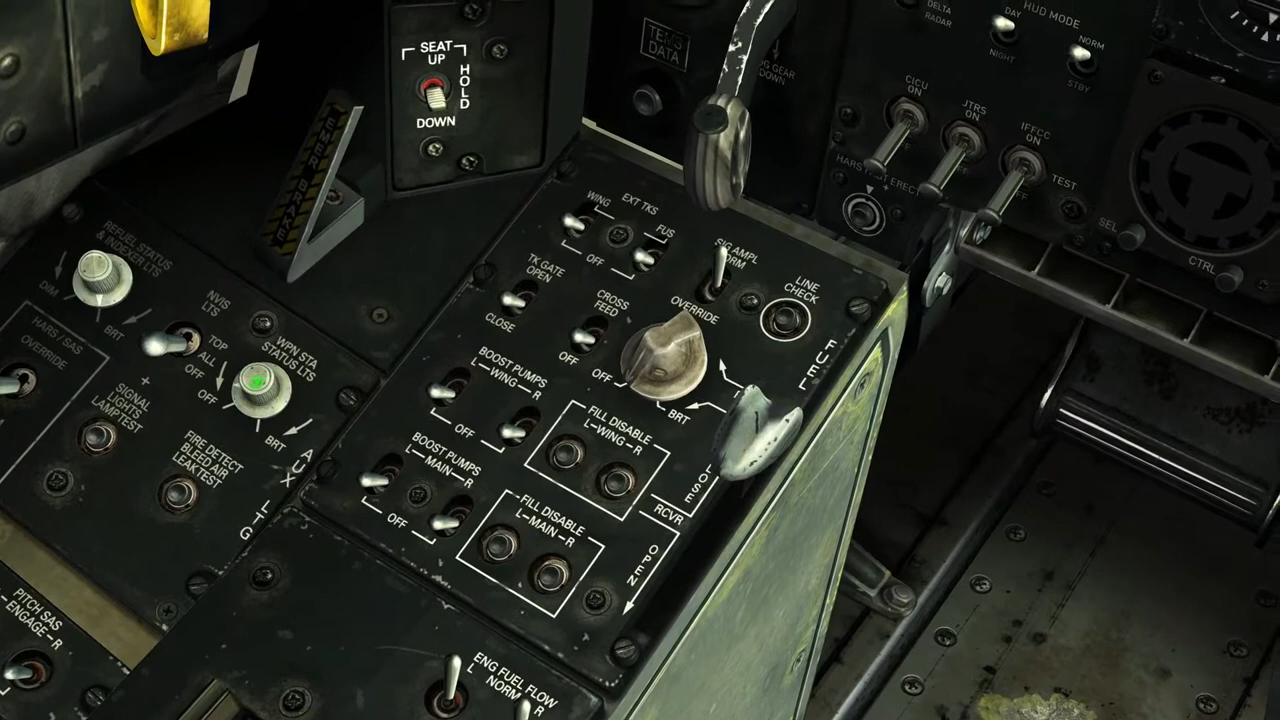 SEAT
UP
HOLD
DOWN
EMER BRAKE
TEMS
DATA
DOWN
DELTA
RADAR
DAY
HUD MODE
NIGHT
NORM
STBY
CICU
ON
JTRS
ON
IFFCC
ON
TEST
SEL
CTRL
REFUEL STATUS
& INDEXER LTS
DIM
BRT
HARS/SAS
OVERRIDE
NVIS
LTS
TOP
ALL
OFF
WPN STA
STATUS LTS
OFF
BRT
SIGNAL
LIGHTS
LAMPTEST
FIRE DETECT
BLEED AIR
LEAKTEST
AUX
LTG
WING
EXT TKS
FUS
OFF
TK GATE
OPEN
CLOSE
CROSS
FEED
OFF
SIG AMPL
NORM
OVERRIDE
LINE
CHECK
FUEL
OFF
BRT
BOOST PUMPS
L-WING-R
OFF
BOOST PUMPS
L-MAIN-R
OFF
FILL DISABLE
L-WING-R
FILL DISABLE
L-MAIN-R
RCVR
OPEN
PITCH SAS
ENGAGE-R
ENG FUEL FLOW
L NORM R